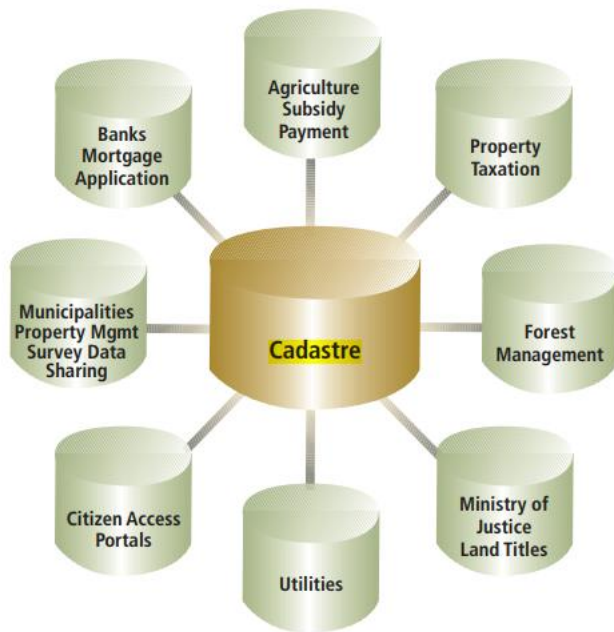 Agriculture
Subsidy
Payment
Banks
Mortgage
Application
Property
Taxation
Municipalities
Property Mgmt
Survey Data
Sharing
Cadastre
Forest
Management
Citizen Access
Portals
Utilities
Ministry of
Justice
Land Titles